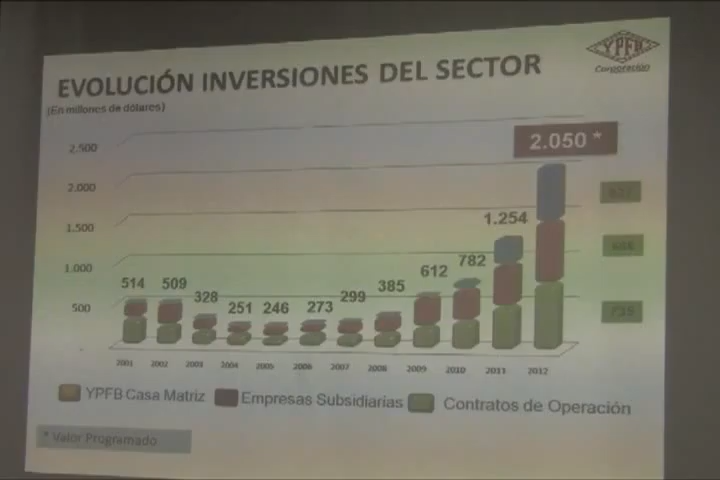 EVOLUCIÓN INVERSIONES DEL SECTOR
(En millones de dólares)
YPFB
Corporación
2.500
2.000
1.500
1.000
500
2.050 *
1.254
782
612
385
299
273
246
251
328
509
514
2001 2002 2003 2004 2005 2006 2007 2008 2009 2010 2011 2012
YPFB Casa Matriz Empresas Subsidiarias Contratos de Operación
* Valor Programado